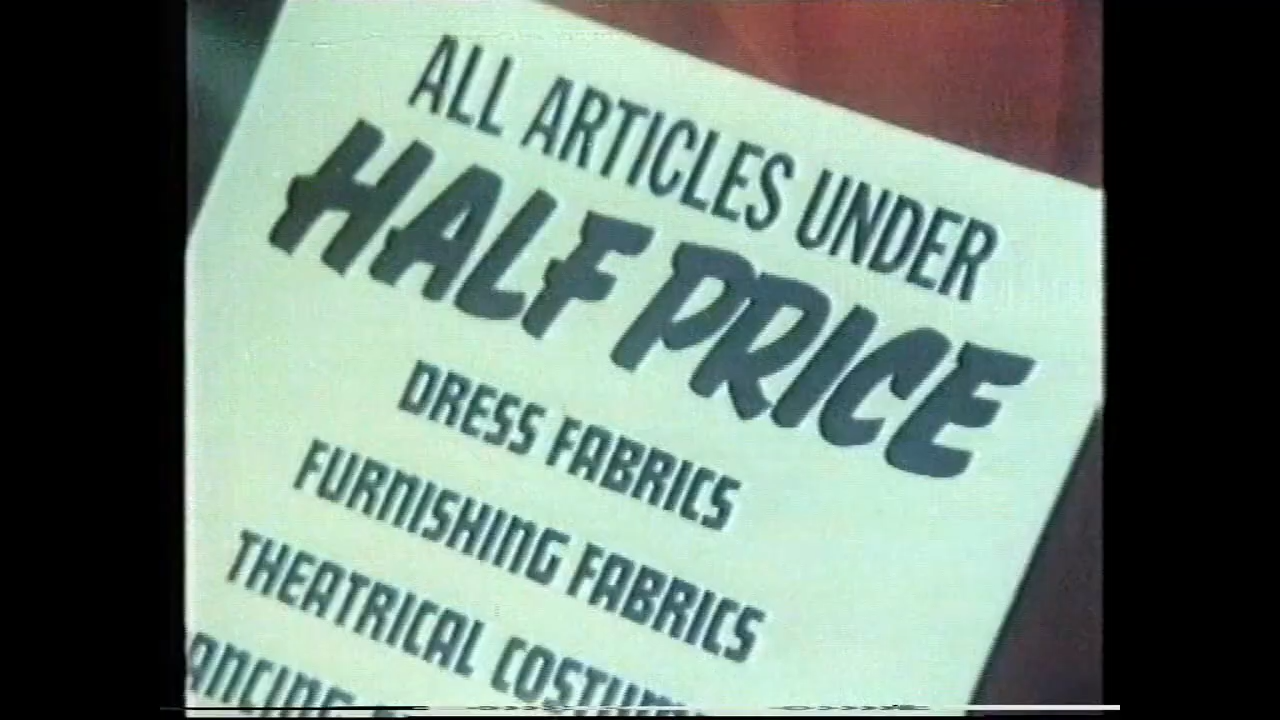 ALL ARTICLES UNDER
HALF PRICE
DRESS FABRICS
FURNISHING FABRICS
THEATRICAL